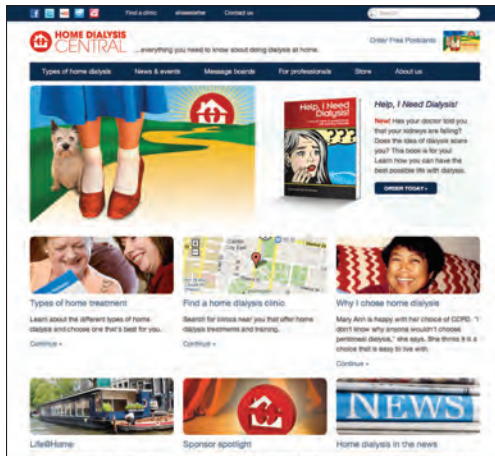 Find a clinic
Contact us
Search
HOME DIALYSIS
CENTRAL
...everything you need to know about doing dialysis at home.
Order Free Postcards
Types of home dialysis
News & events
Message boards
For professionals
Store
About us
Help, I Need
Dialysis!
???
Help, I Need Dialysis!
New! Has your doctor told you
that your kidneys are failing?
Does the idea of dialysis scare
you? This book is for you!
Learn how you can have the
best possible life with dialysis.
ORDER TODAY »
Types of home treatment
Learn about the different types of home
dialysis and choose one that's best for you.
Continue »
Find a home dialysis clinic
Search for clinics near you that offer home
dialysis treatments and training.
Continue »
Why I chose home dialysis
Mary Ann is happy with her choice of CCPD. "I
don't know why anyone wouldn't choose
peritoneal dialysis," she says. She thinks it is a
choice that is easy to live with.
Continue »
Life@Home
Sponsor spotlight
NEWS
Home dialysis in the news